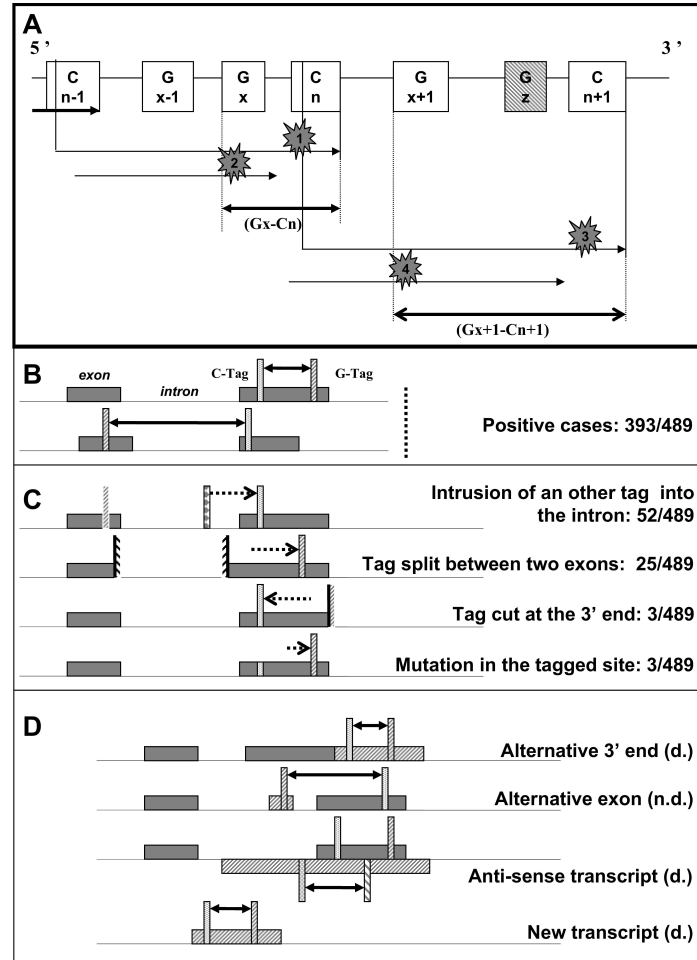 A
5 '
3 '
C
n-1
G
x-1
G
x
C
n
G
x+1
G
z
C
n+1
1
2
(Gx-Cn)
3
4
(Gx+1-Cn+1)
B
exon
intron
C-Tag
G-Tag
Positive cases: 393/489
C
Intrusion of an other tag into
the intron: 52/489
Tag split between two exons: 25/489
Tag cut at the 3' end: 3/489
Mutation in the tagged site: 3/489
D
Alternative 3' end (d.)
Alternative exon (n.d.)
Anti-sense transcript (d.)
New transcript (d.)